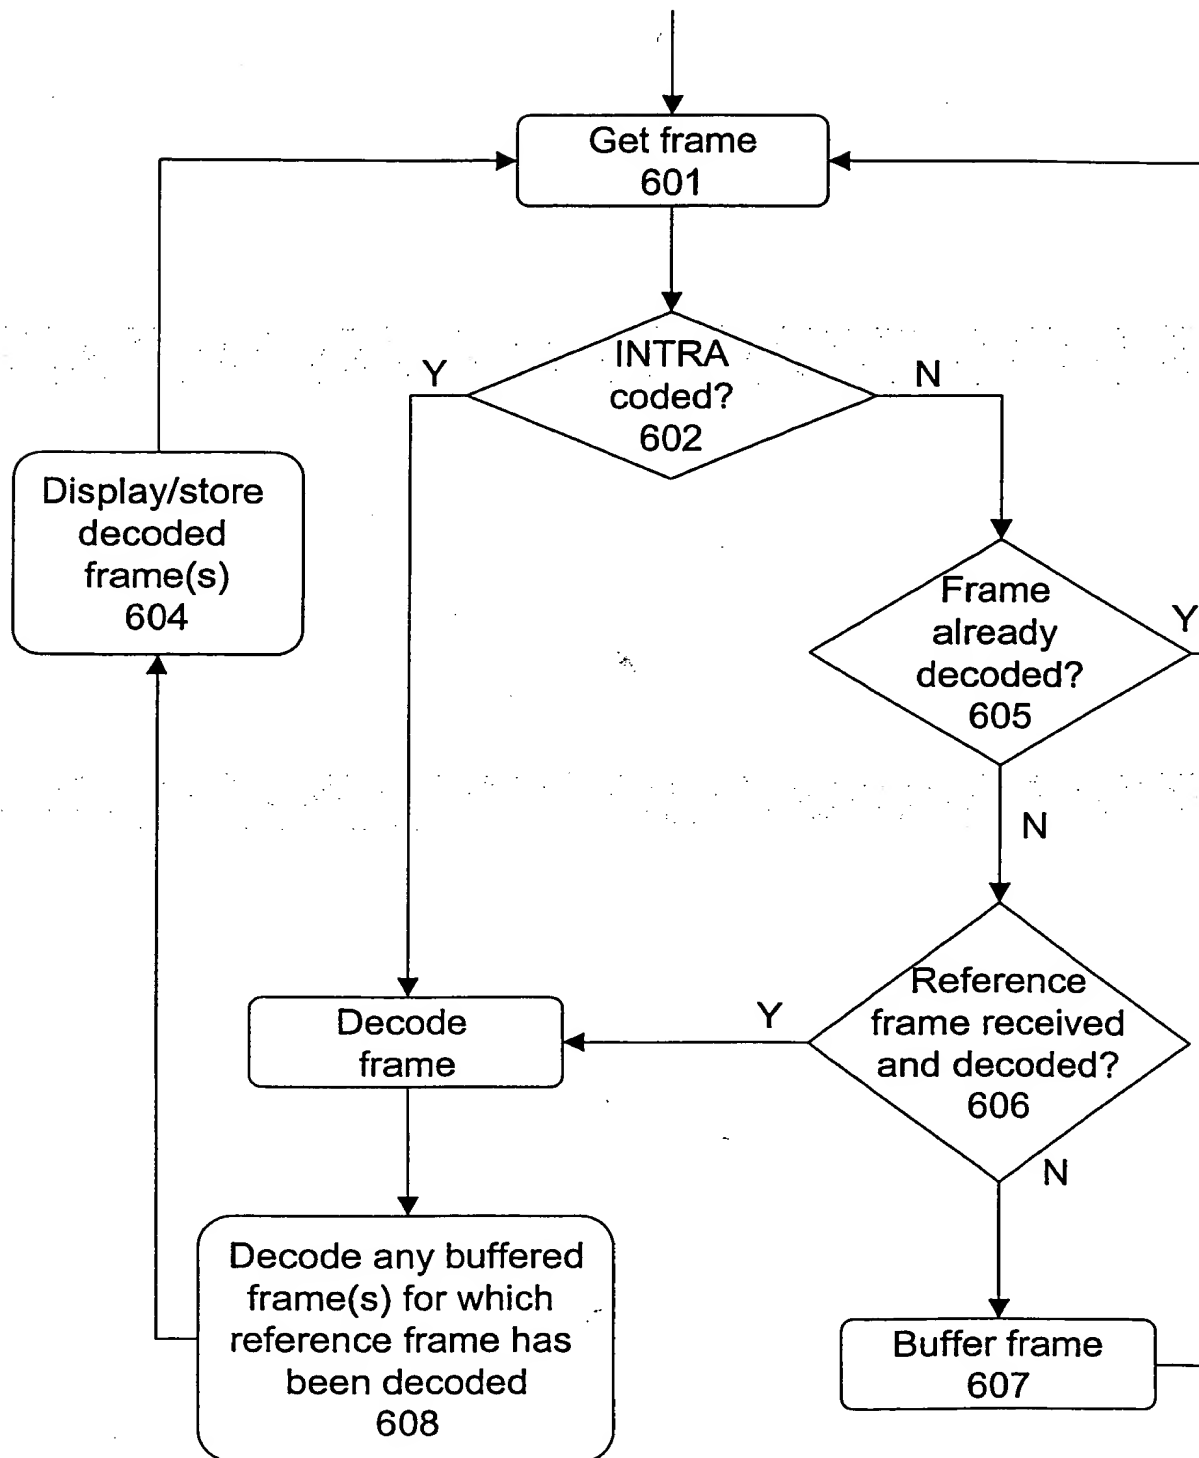 Get frame
601
INTRA
coded?
602
Y
N
Display/store
decoded
frame(s)
604
Frame
already
decoded?
605
Y
N
Reference
frame received
and decoded?
606
Y
N
Decode
frame
Decode any buffered
frame(s) for which
reference frame has
been decoded
608
Buffer frame
607